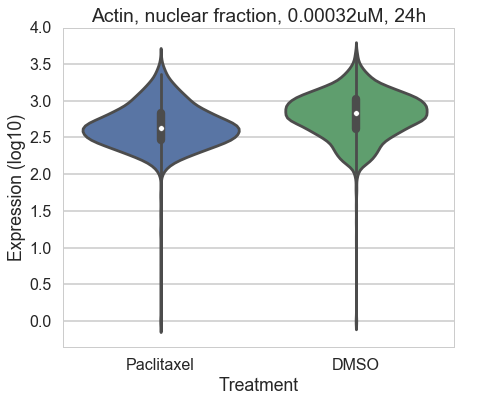 Actin, nuclear fraction, 0.00032uM, 24h
4.0
3.5
3.0
2.5
2.0
1.5
1.0
0.5
0.0
Expression (log10)
Paclitaxel DMSO
Treatment